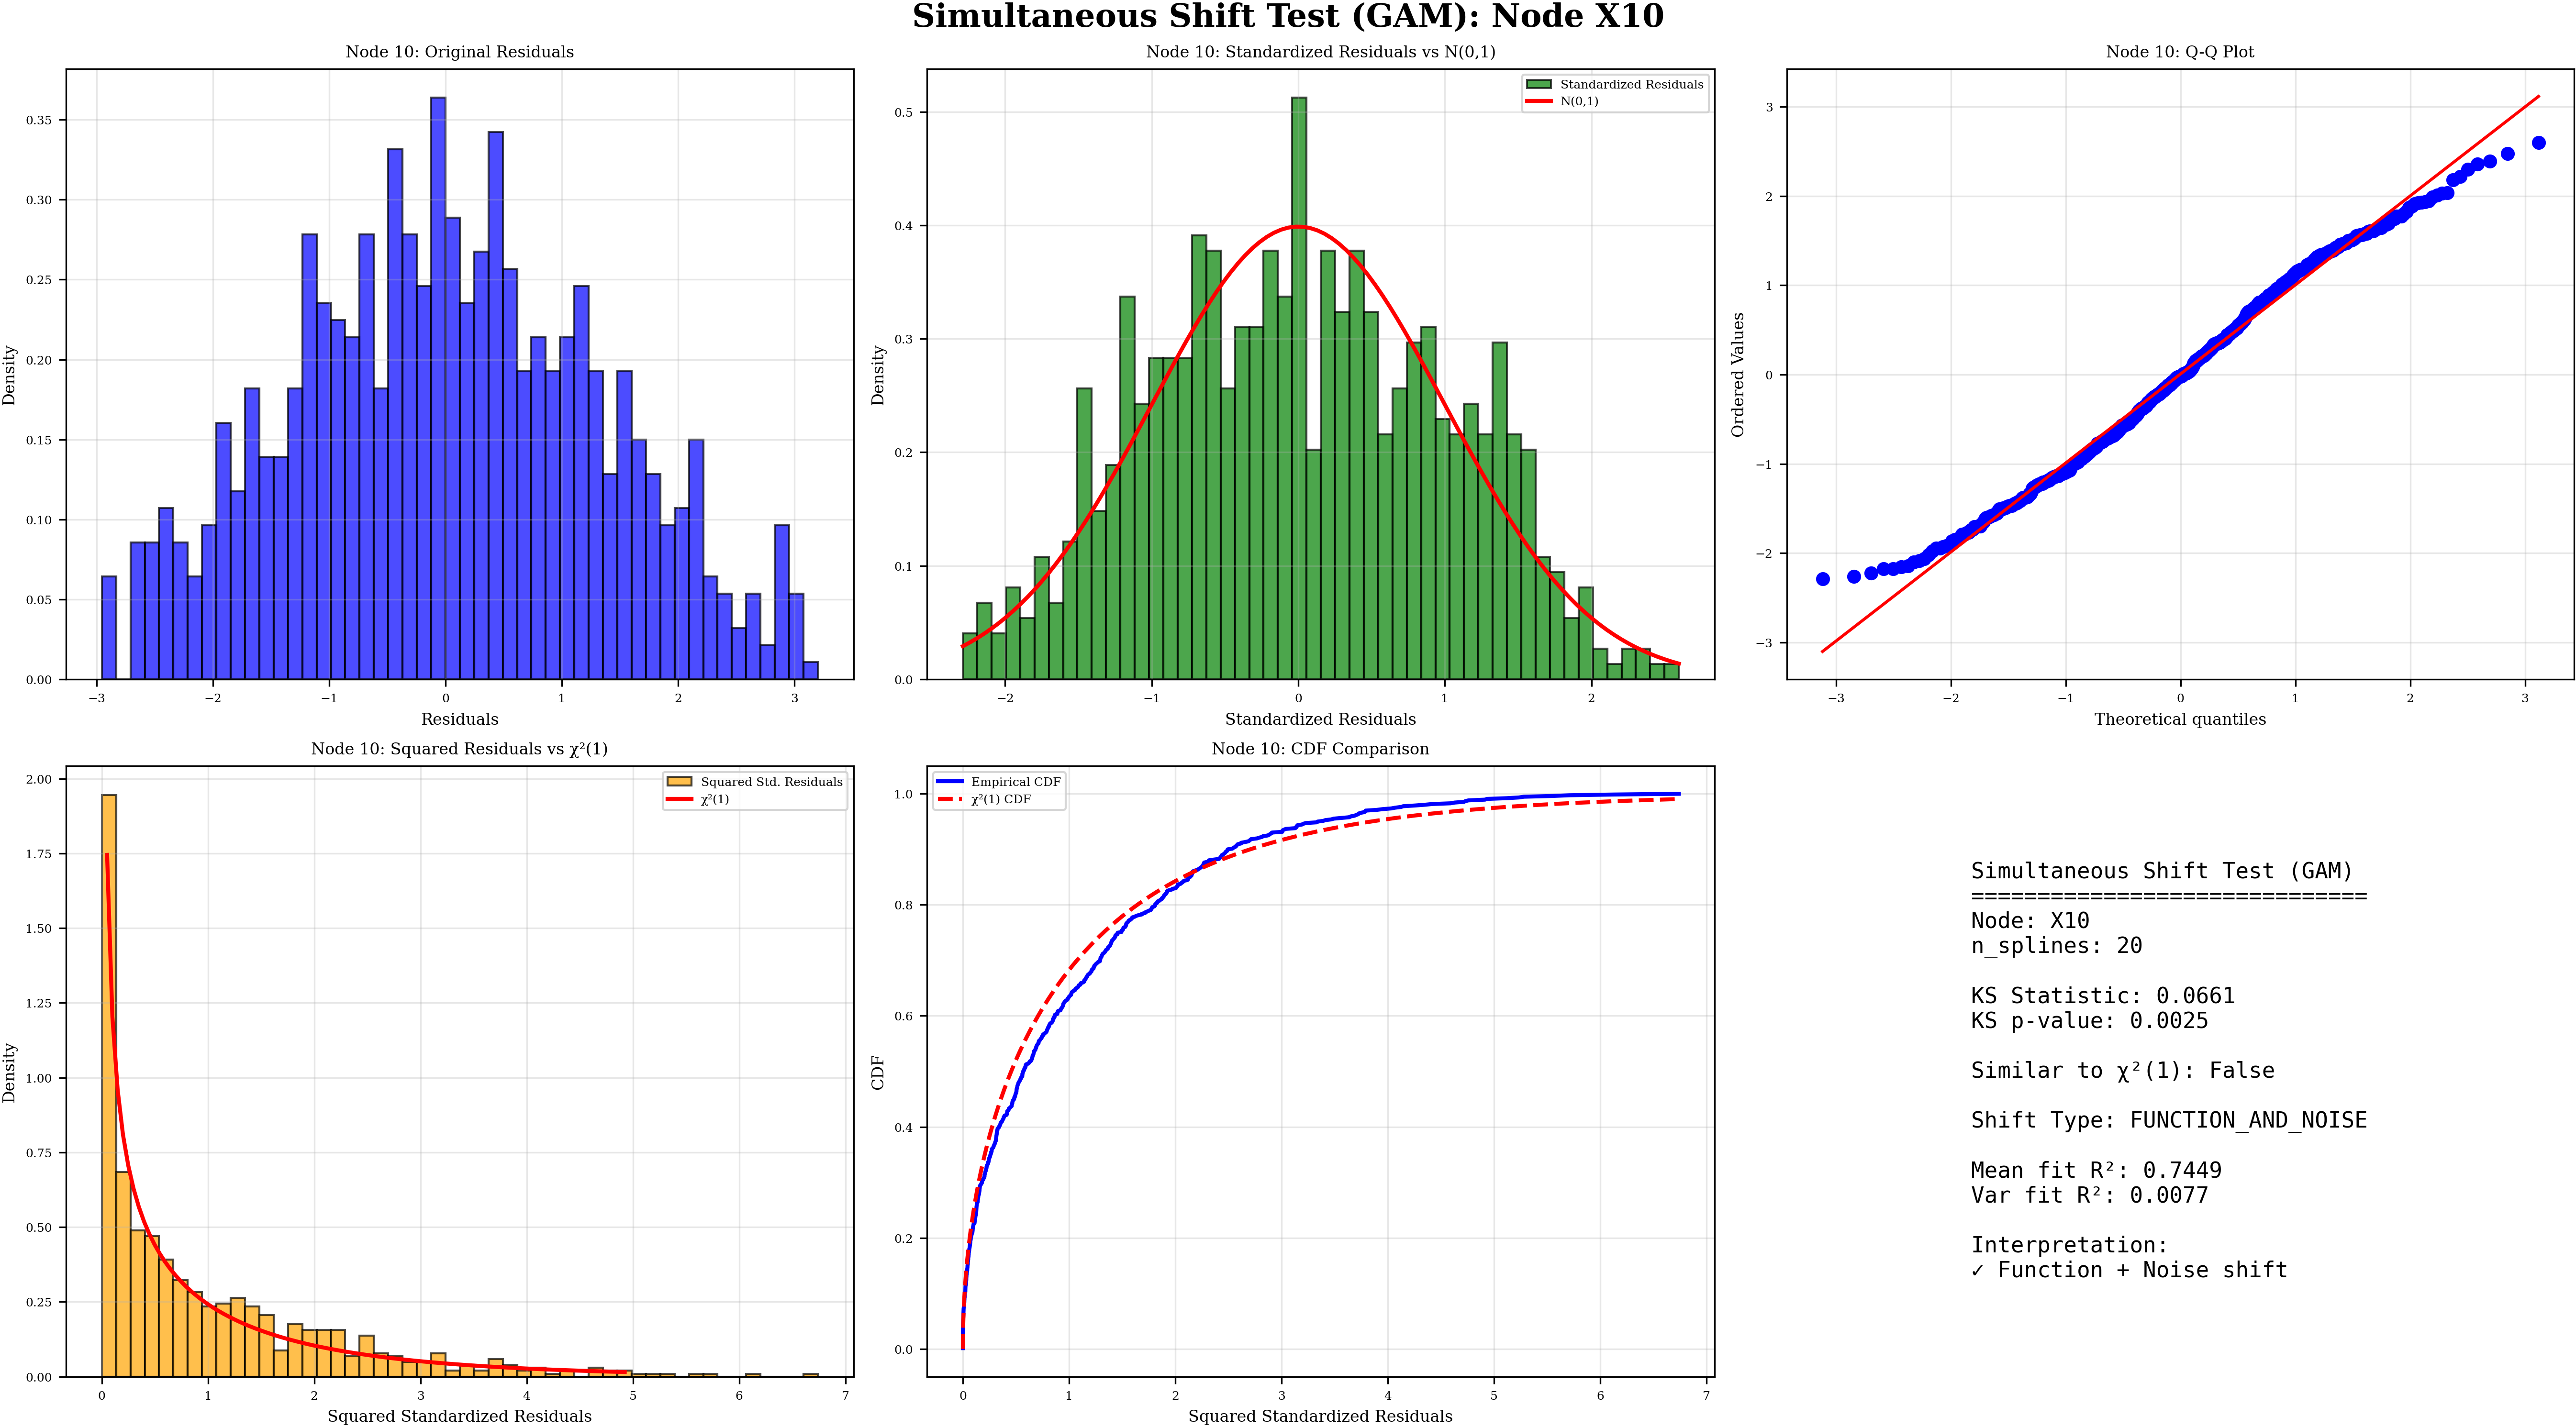 Simultaneous Shift Test (GAM): Node X10
Node 10: Original Residuals
Density
0.35
0.30
0.25
0.20
0.15
0.10
0.05
0.00
−3 −2 −1 0 1 2 3
Residuals
Node 10: Standardized Residuals vs N(0,1)
Standardized Residuals
N(0,1)
Density
0.5
0.4
0.3
0.2
0.1
0.0
−2 −1 0 1 2
Standardized Residuals
Node 10: Q-Q Plot
Ordered Values
3
2
1
0
−1
−2
−3
−3 −2 −1 0 1 2 3
Theoretical quantiles
Node 10: Squared Residuals vs χ²(1)
Squared Std. Residuals
χ²(1)
Density
2.00
1.75
1.50
1.25
1.00
0.75
0.50
0.25
0.00
0 1 2 3 4 5 6 7
Squared Standardized Residuals
Node 10: CDF Comparison
Empirical CDF
χ²(1) CDF
CDF
1.0
0.8
0.6
0.4
0.2
0.0
0 1 2 3 4 5 6 7
Squared Standardized Residuals
Simultaneous Shift Test (GAM)
==============================
Node: X10
n_splines: 20
KS Statistic: 0.0661
KS p-value: 0.0025
Similar to χ²(1): False
Shift Type: FUNCTION_AND_NOISE
Mean fit R²: 0.7449
Var fit R²: 0.0077
Interpretation:
✓ Function + Noise shift